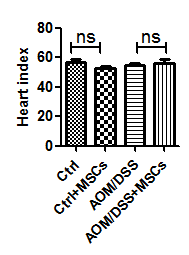 ns ns
80
60
40
20
0
Heart index
Ctrl
Ctrl+MSCs
AOM/DSS
AOM/DSS+MSCs